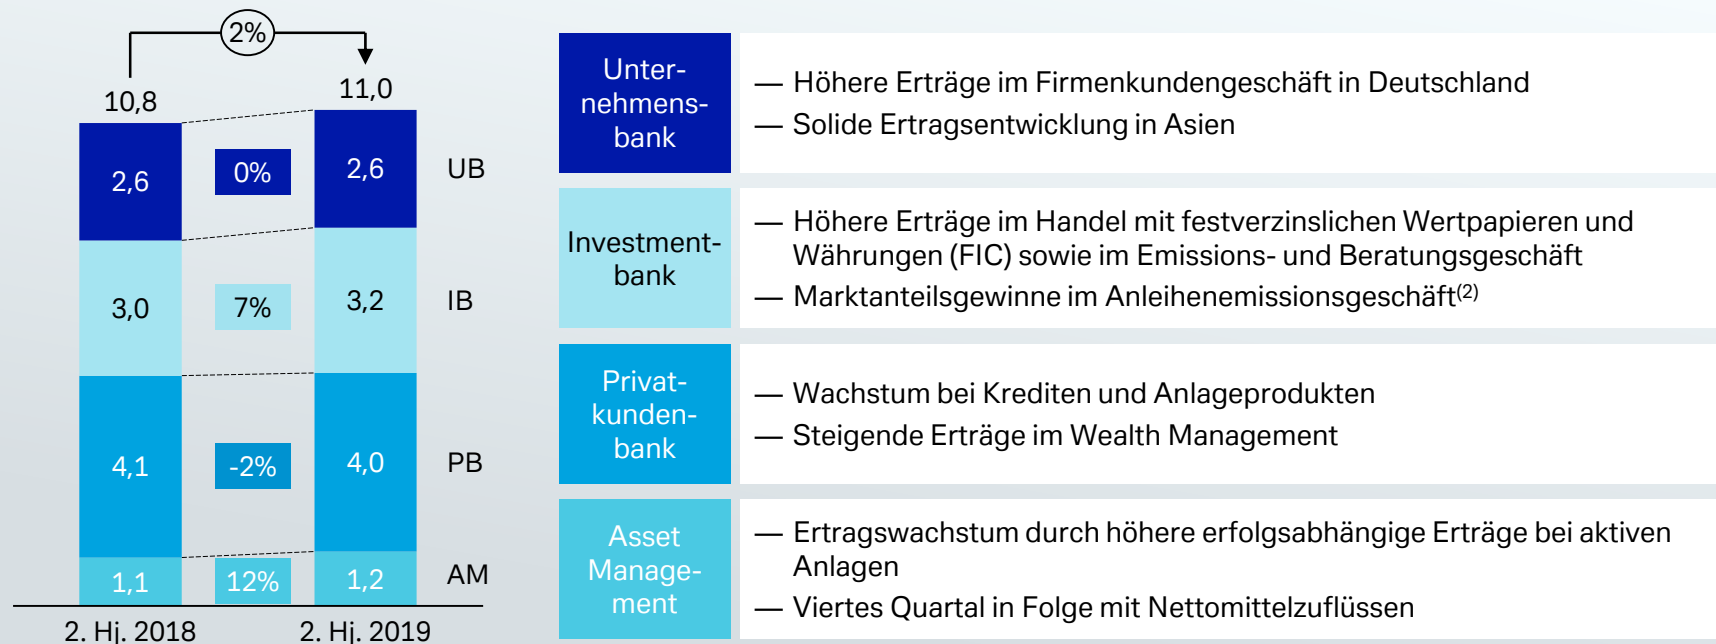 2%
10,8
11,0
2,6
0%
2,6
UB
3,0
7%
3,2
IB
4,1
-2%
4,0
PB
1,1
12%
1,2
AM
2. Hj. 2018
2. Hj. 2019
Unter-
nehmens-
bank
— Höhere Erträge im Firmenkundengeschäft in Deutschland
— Solide Ertragsentwicklung in Asien
Investment-
bank
— Höhere Erträge im Handel mit festverzinslichen Wertpapieren und
Währungen (FIC) sowie im Emissions- und Beratungsgeschäft
— Marktanteilsgewinne im Anleihenemissionsgeschäft(2)
Privat-
kunden-
bank
— Wachstum bei Krediten und Anlageprodukten
— Steigende Erträge im Wealth Management
Asset
Manage-
ment
— Ertragswachstum durch höhere erfolgsabhängige Erträge bei aktiven
Anlagen
— Viertes Quartal in Folge mit Nettomittelzuflüssen